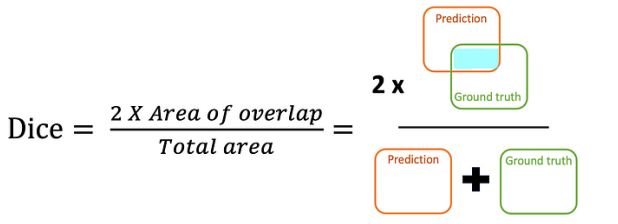 Dice = 2 X Area of overlap / Total area =
2 x
Prediction
Ground truth
Prediction
+
Ground truth